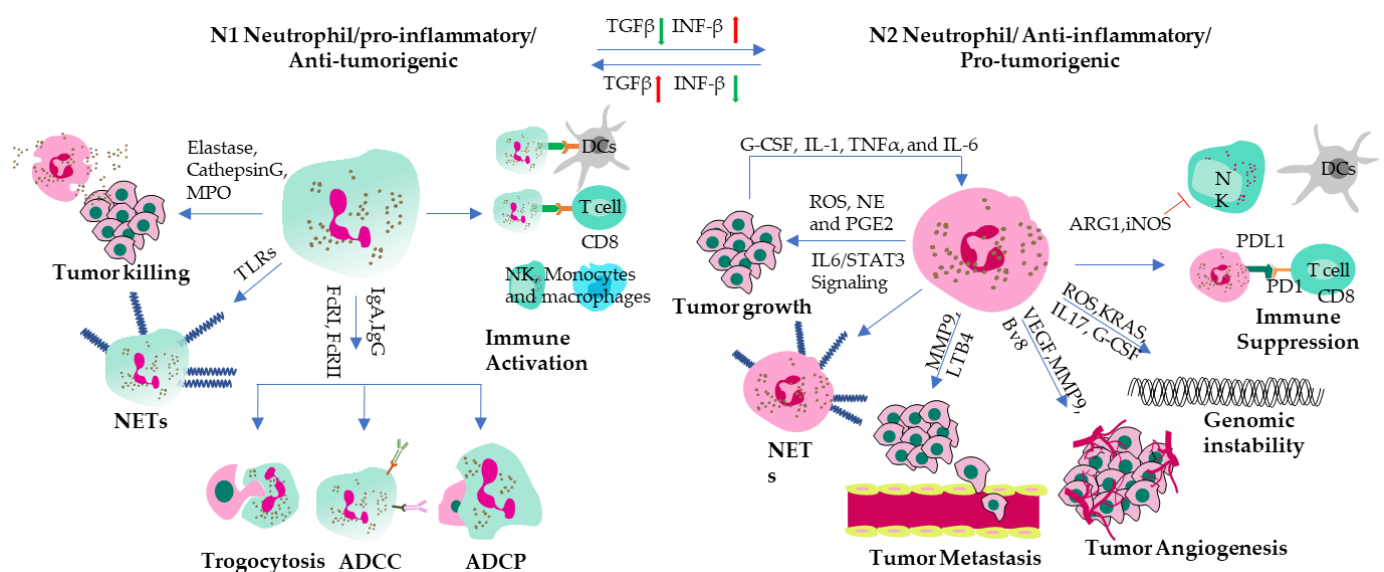 N1 Neutrophil/pro-inflammatory/
Anti-tumorigenic
TGFβ INF-β
TGFβ INF-β
N2 Neutrophil/ Anti-inflammatory/
Pro-tumorigenic
Elastase,
CathepsinG,
MPO
Tumor killing
TLRs
NETs
IgA,IgG
FcRI, FcRII
DCs
T cell
CD8
NK, Monocytes
and macrophages
Immune
Activation
Trogocytosis
ADCC
ADCP
G-CSF, IL-1, TNFα, and IL-6
ROS, NE
and PGE2
IL6/STAT3
Signaling
Tumor growth
NET
s
MMP9,
LTB4
Tumor Metastasis
VEGF,MMP9,
Bv8
Tumor Angiogenesis
ROS,KRAS,
IL17, G-CSF
Genomic
instability
ARG1,iNOS
N
K
DCs
PDL1
PD1
T cell
CD8
Immune
Suppression